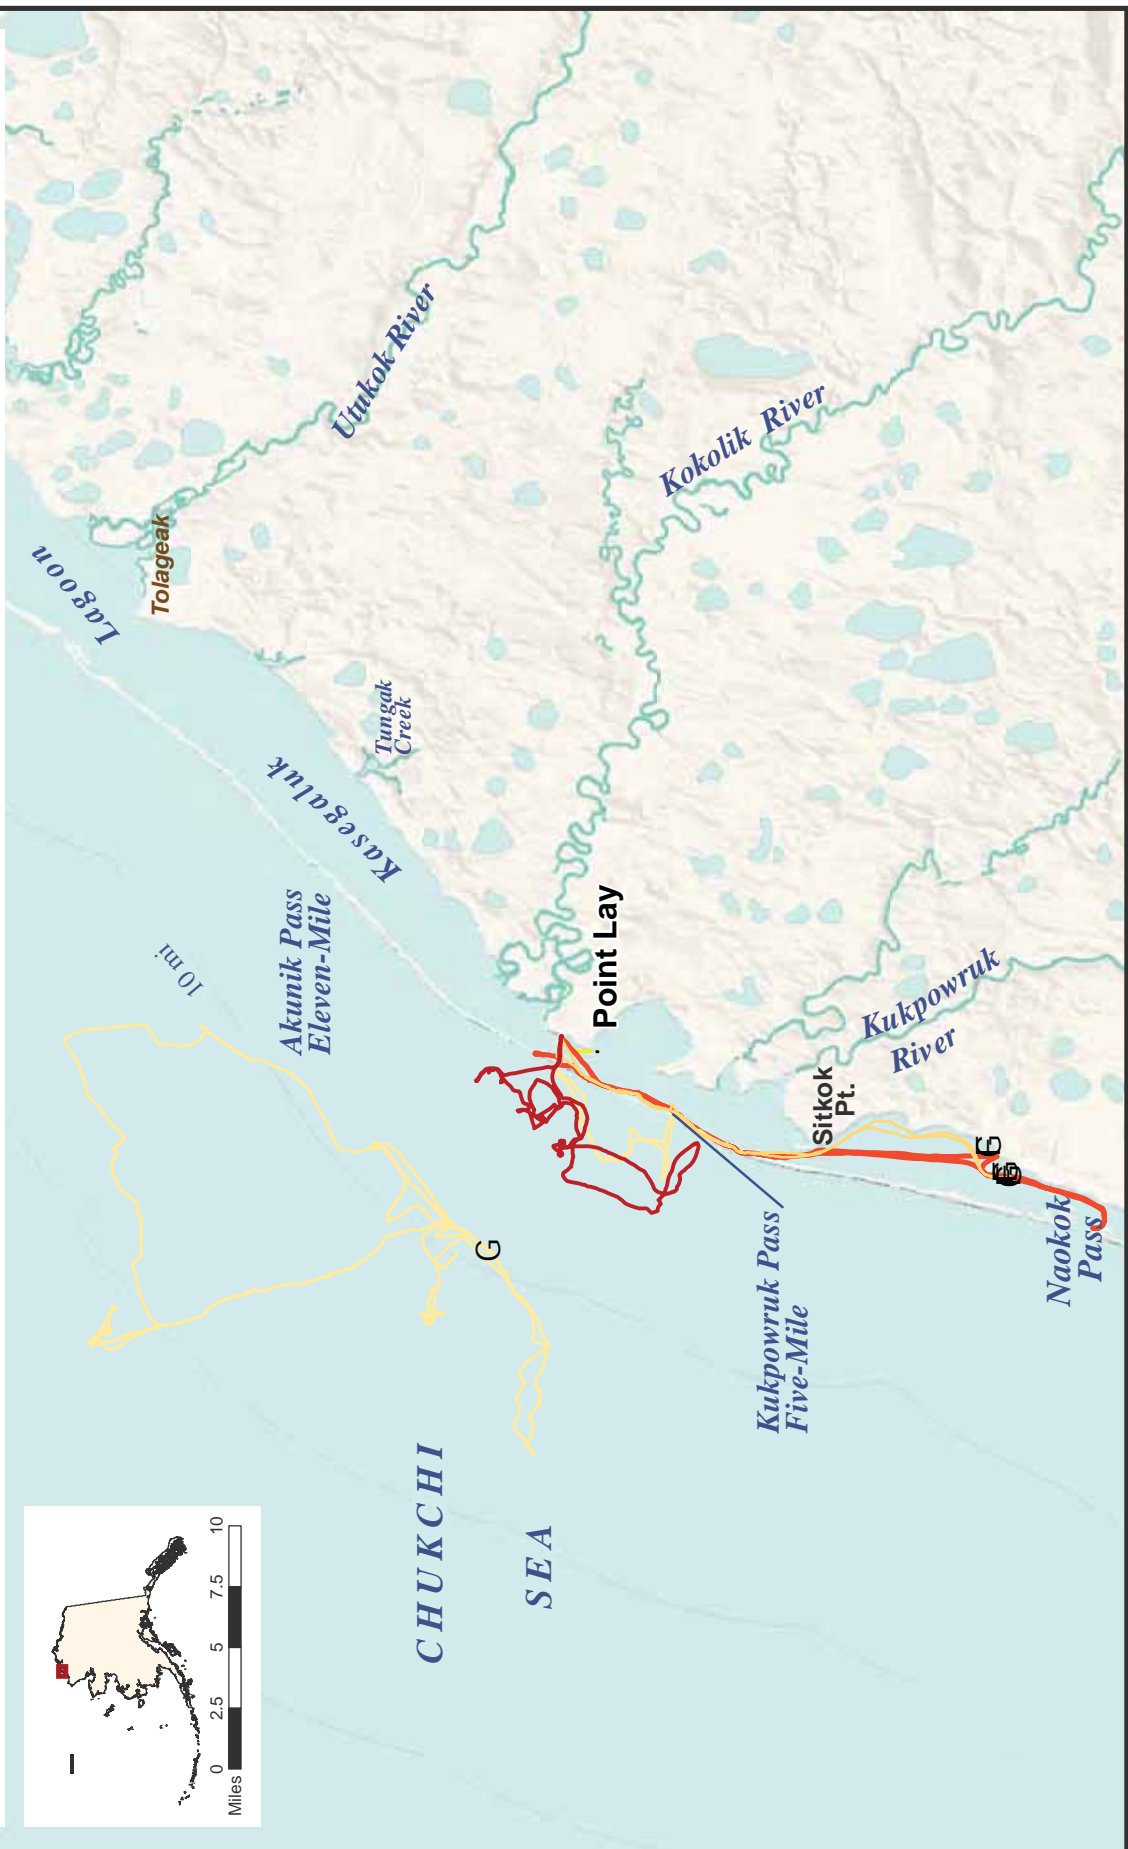 Lagoon
Tolageak
Utukok River
Kokolik River
Tungak
Creek
Kasegaluk
Akunik Pass
Eleven-Mile
10 mi
Point Lay
Kukpowruk
River
Sitkok
Pt.
G
G
Naokok
Pass
Kukpowruk Pass
Five-Mile
CHUKCHI
SEA
0 2.5 5 7.5 10
Miles